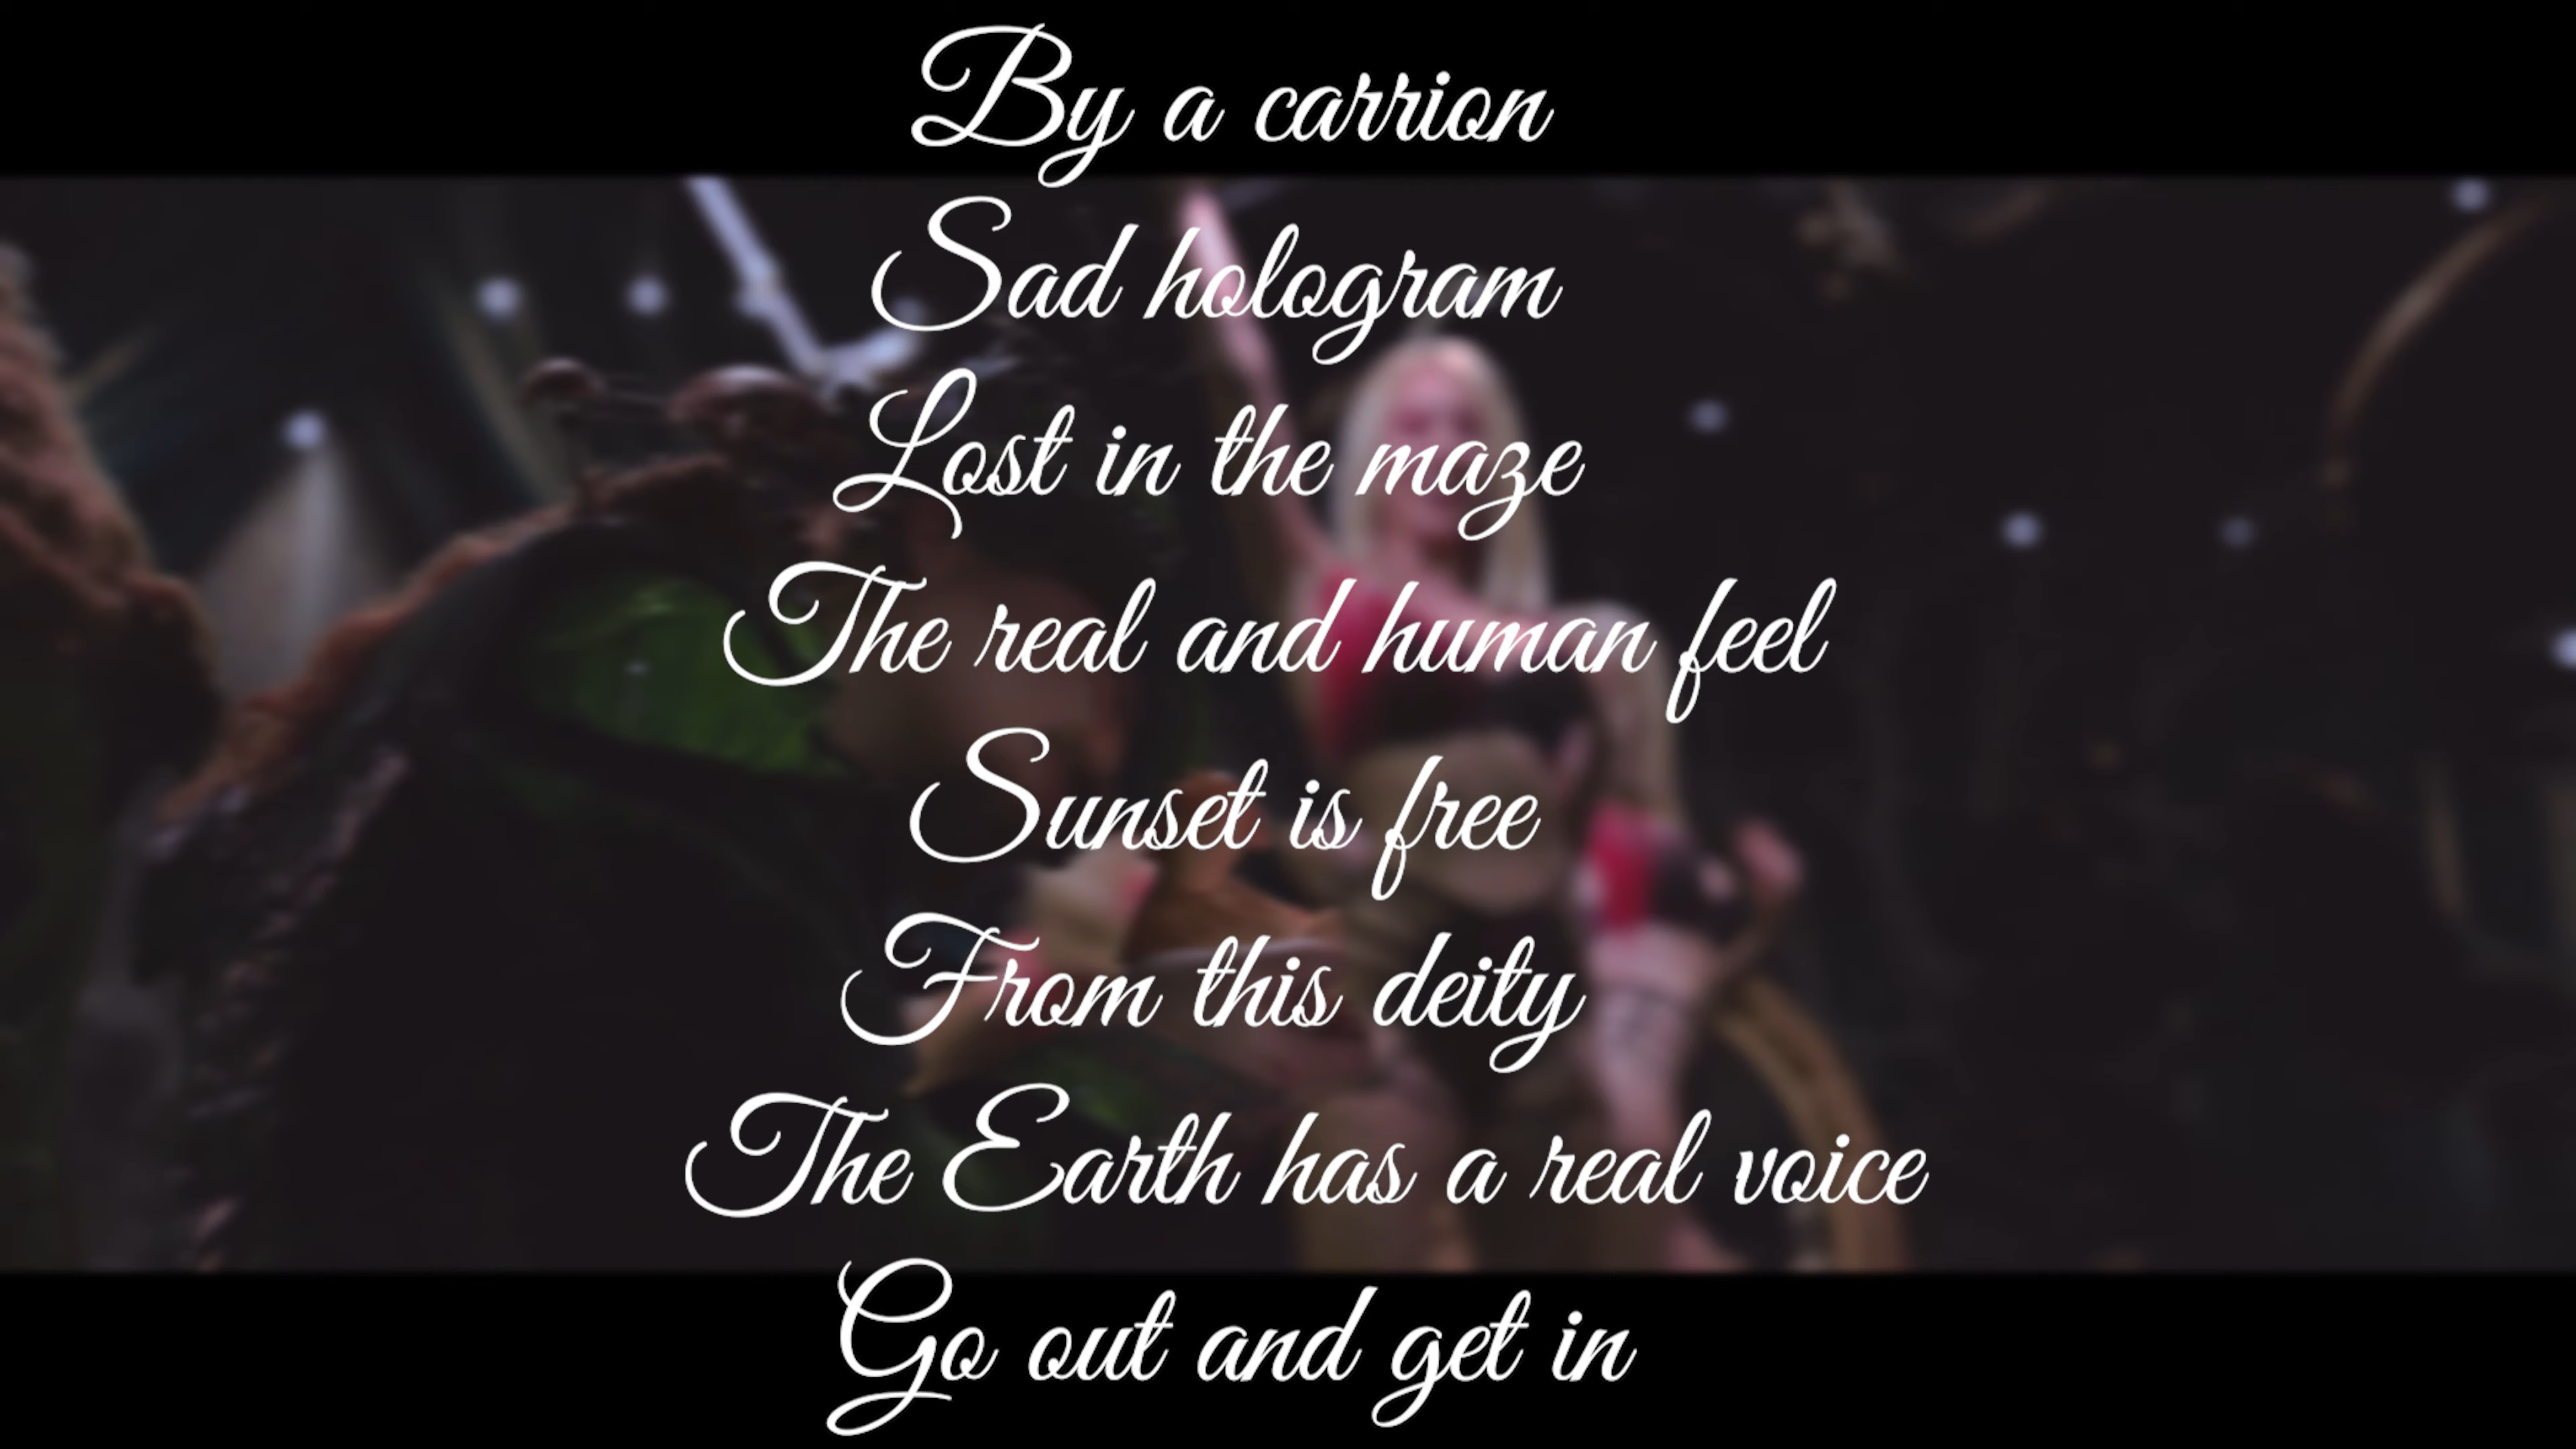 By a carrion
Sad hologram
Lost in the maze
The real and human feel
Sunset is free
From this deity
The Earth has a real voice
Go out and get in